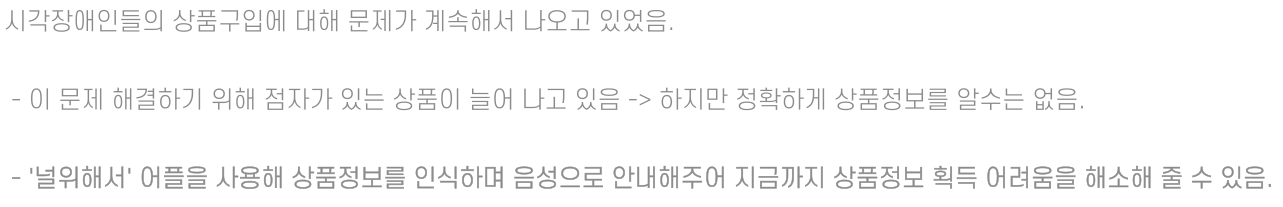 시각장애인들의 상품구입에 대해 문제가 계속해서 나오고 있었음.
- 이 문제 해결하기 위해 점자가 있는 상품이 늘어 나고 있음 -> 하지만 정확하게 상품정보를 알수는 없음.
- '널위해서' 어플을 사용해 상품정보를 인식하며 음성으로 안내해주어 지금까지 상품정보 획득 어려움을 해소해 줄 수 있음.